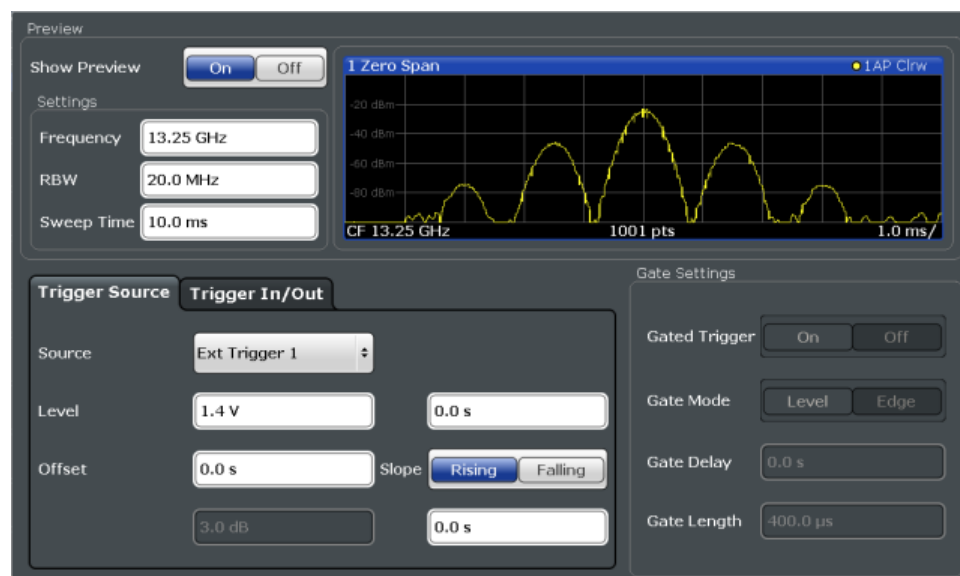 Preview
Show Preview On Off
Settings
Frequency 13.25 GHz
RBW 20.0 MHz
Sweep Time 10.0 ms
1 Zero Span 1AP Clrw
-20 dBm
-40 dBm
-60 dBm
-80 dBm
CF 13.25 GHz 1001 pts 1.0 ms/
Trigger Source Trigger In/Out
Source Ext Trigger 1
Level 1.4 V 0.0 s
Offset 0.0 s Slope Rising Falling
3.0 dB 0.0 s
Gate Settings
Gated Trigger On Off
Gate Mode Level Edge
Gate Delay 0.0 s
Gate Length 400.0 µs